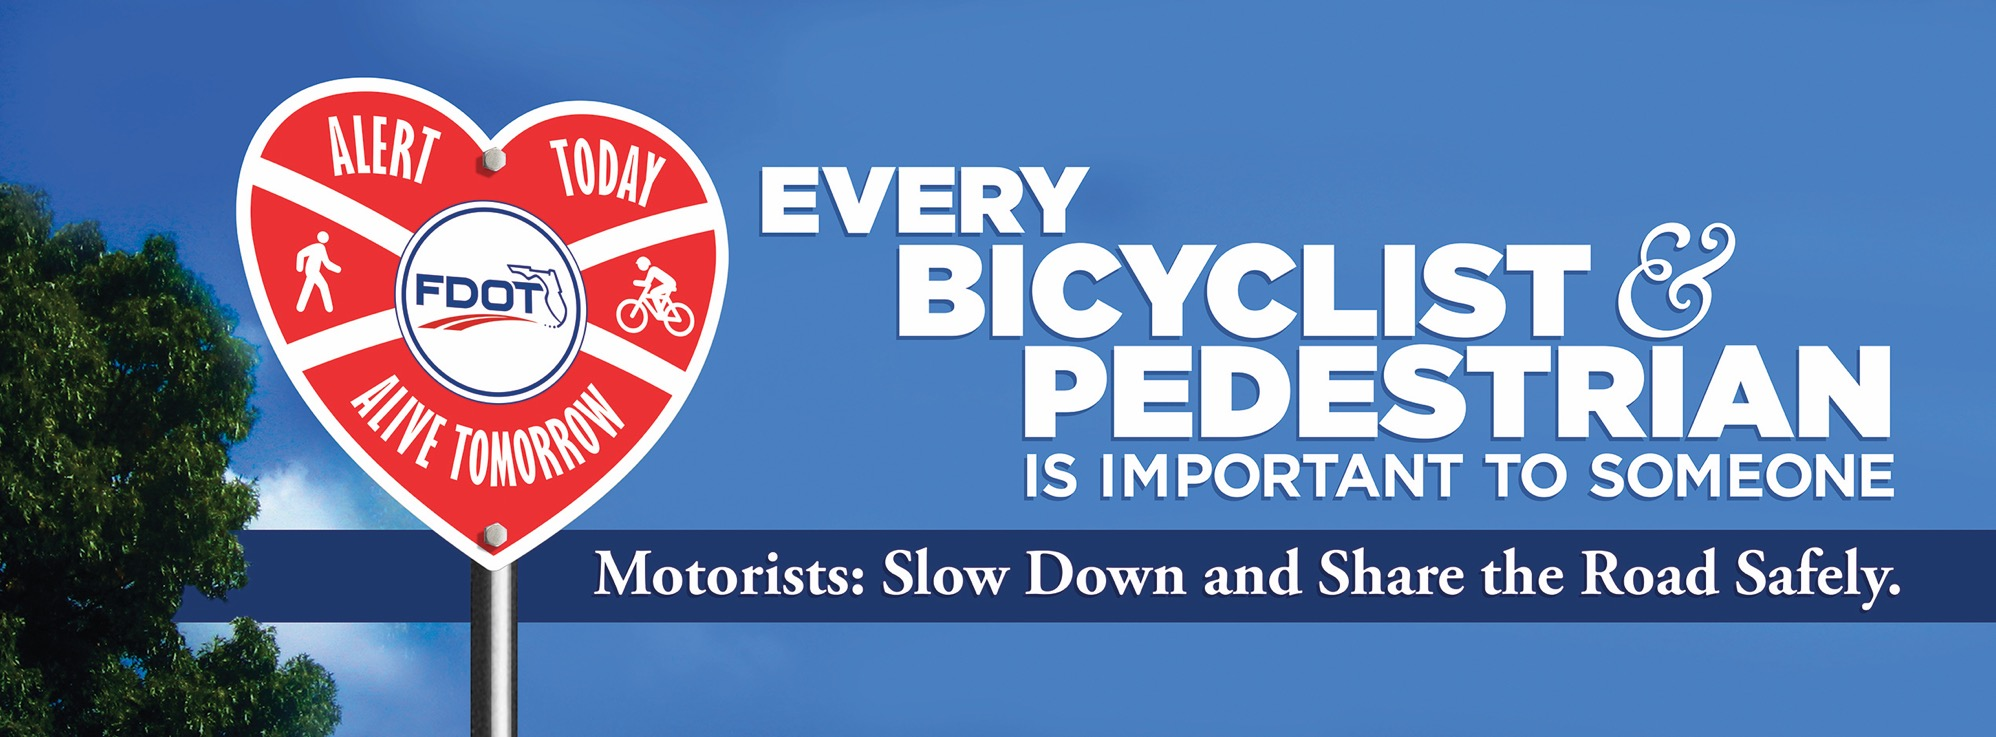 ALERT TODAY
FDOT
ALIVE TOMORROW
EVERY
BICYCLIST &
PEDESTRIAN
IS IMPORTANT TO SOMEONE
Motorists: Slow Down and Share the Road Safely.